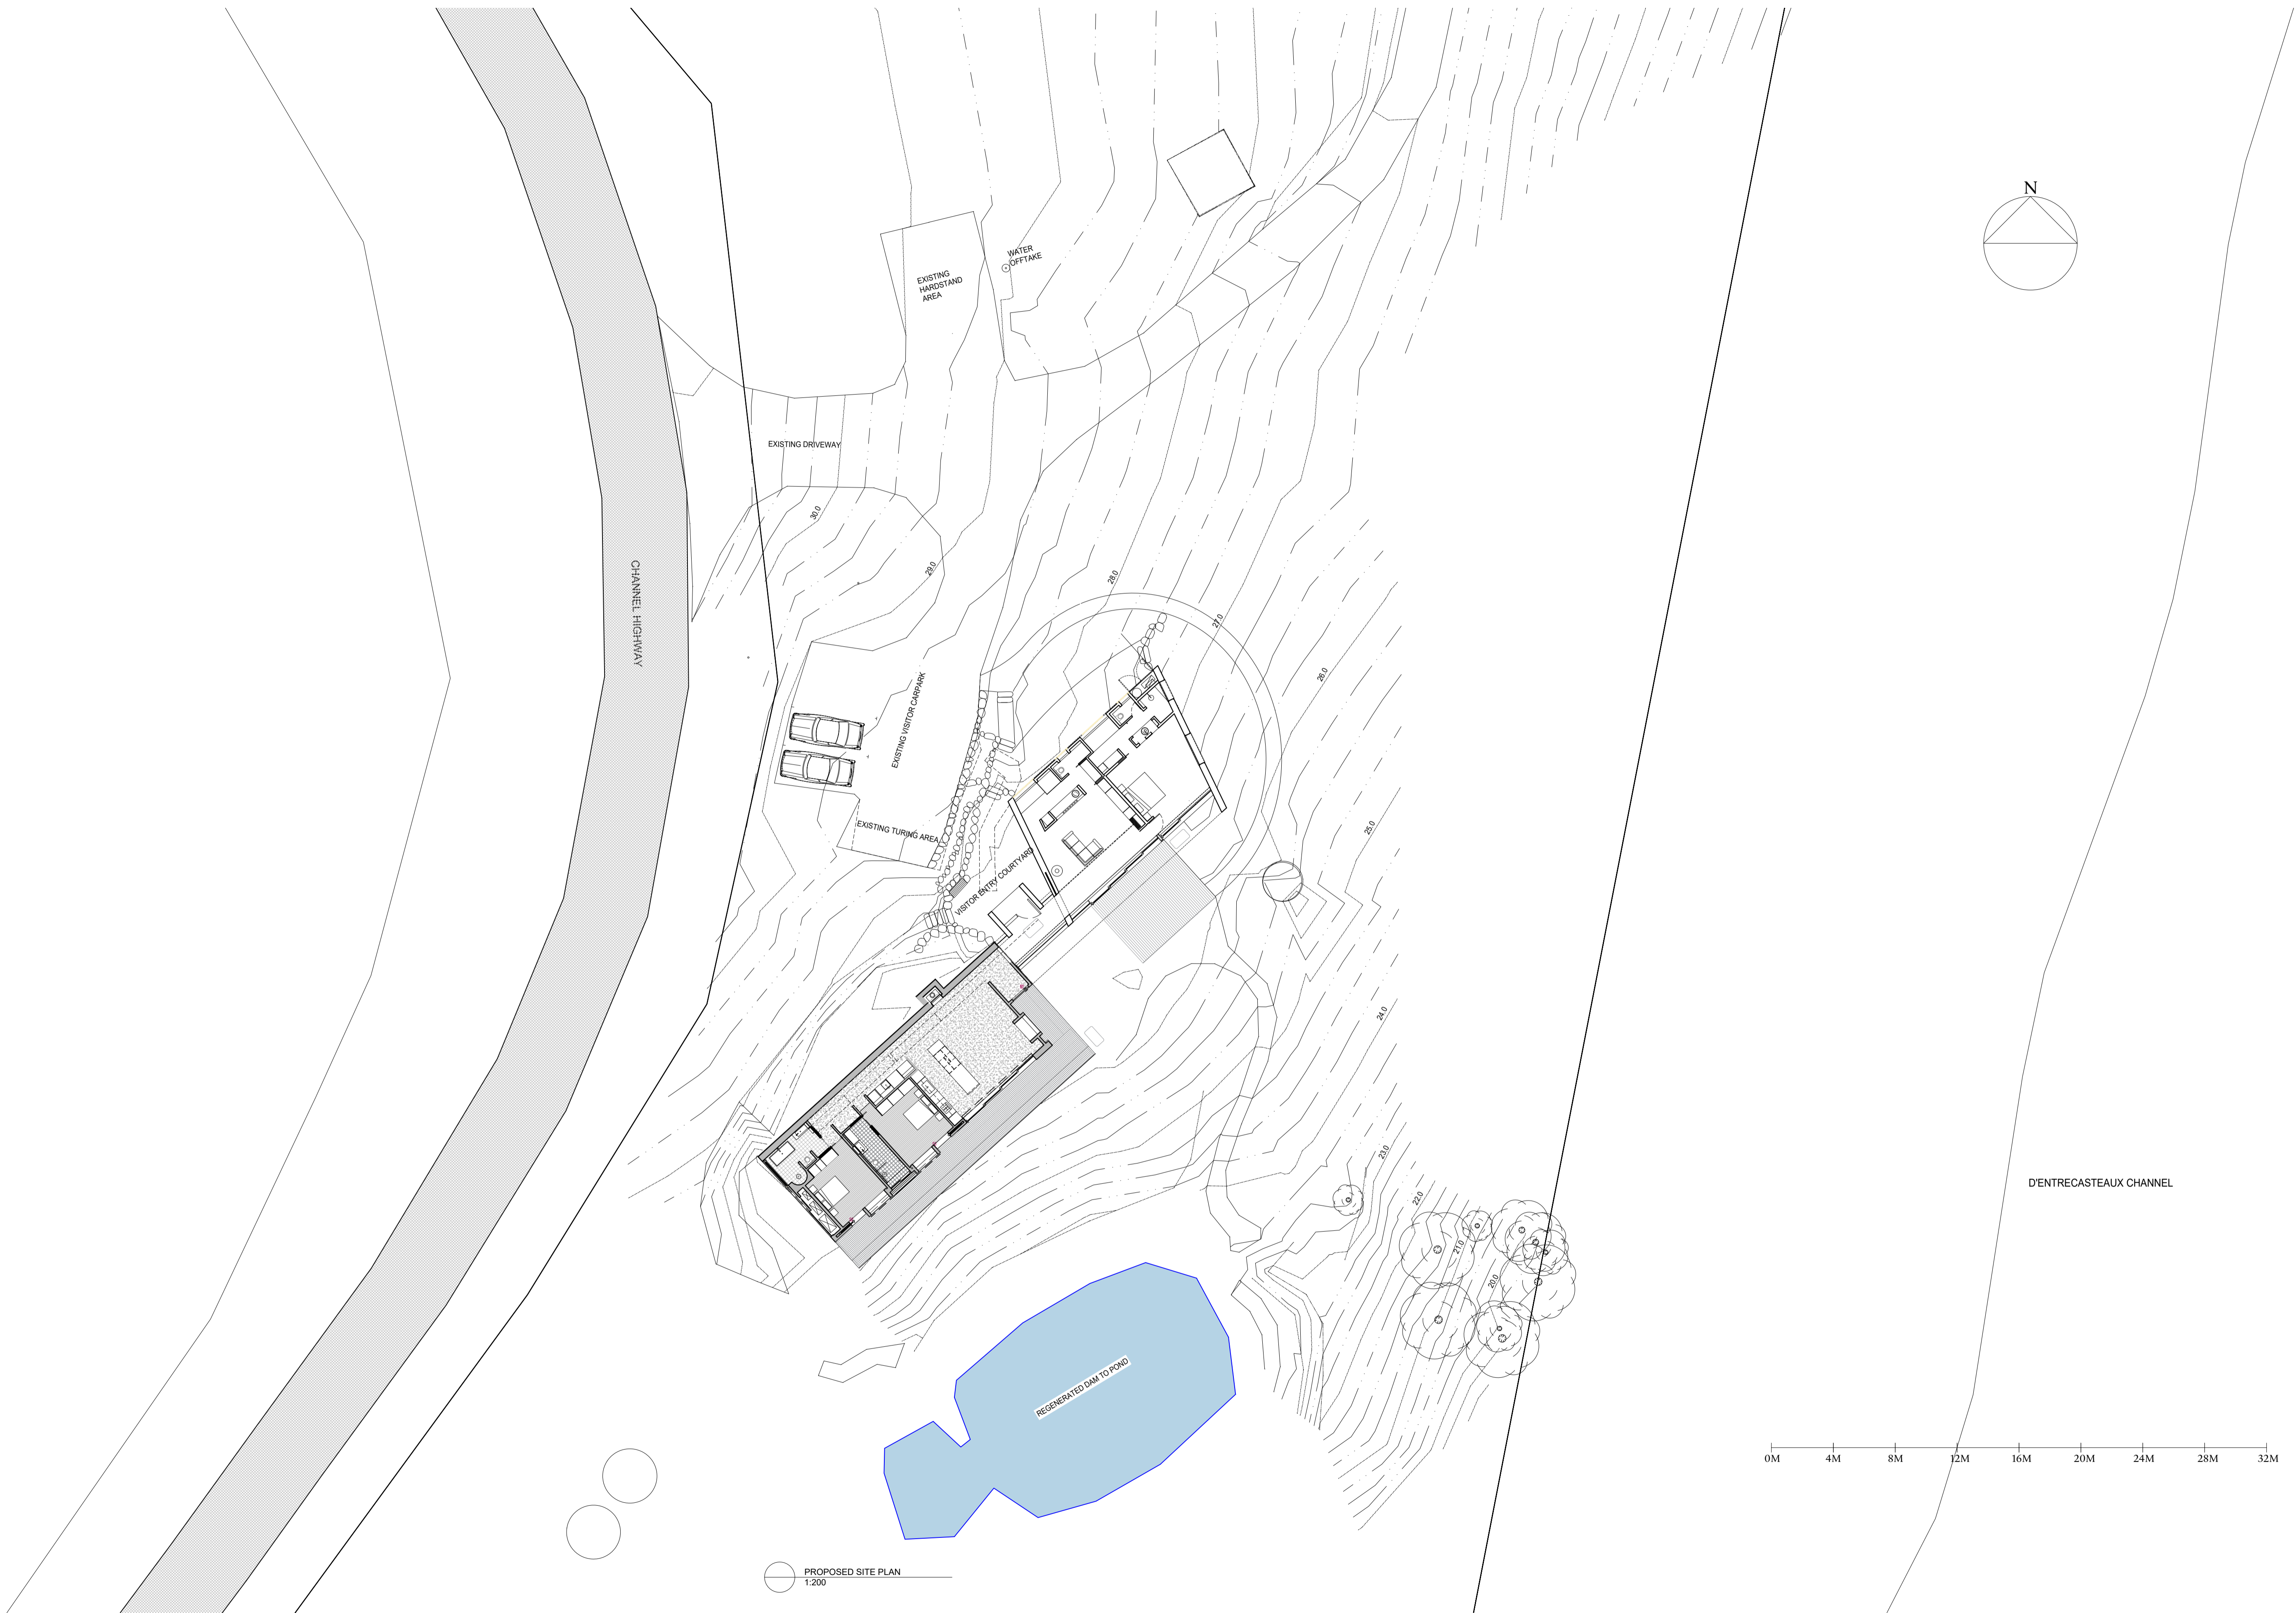 N
WATER
OFFTAKE
EXISTING
HARDSTAND
AREA
EXISTING DRIVEWAY
30.0
29.0
28.0
27.0
26.0
25.0
24.0
23.0
22.0
21.0
20.0
CHANNEL HIGHWAY
EXISTING VISITOR CARPARK
EXISTING TURING AREA
VISITOR ENTRY COURTYARD
D'ENTRECASTEAUX CHANNEL
REGENERATED DAM TO POND
0M 4M 8M 12M 16M 20M 24M 28M 32M
PROPOSED SITE PLAN
1:200